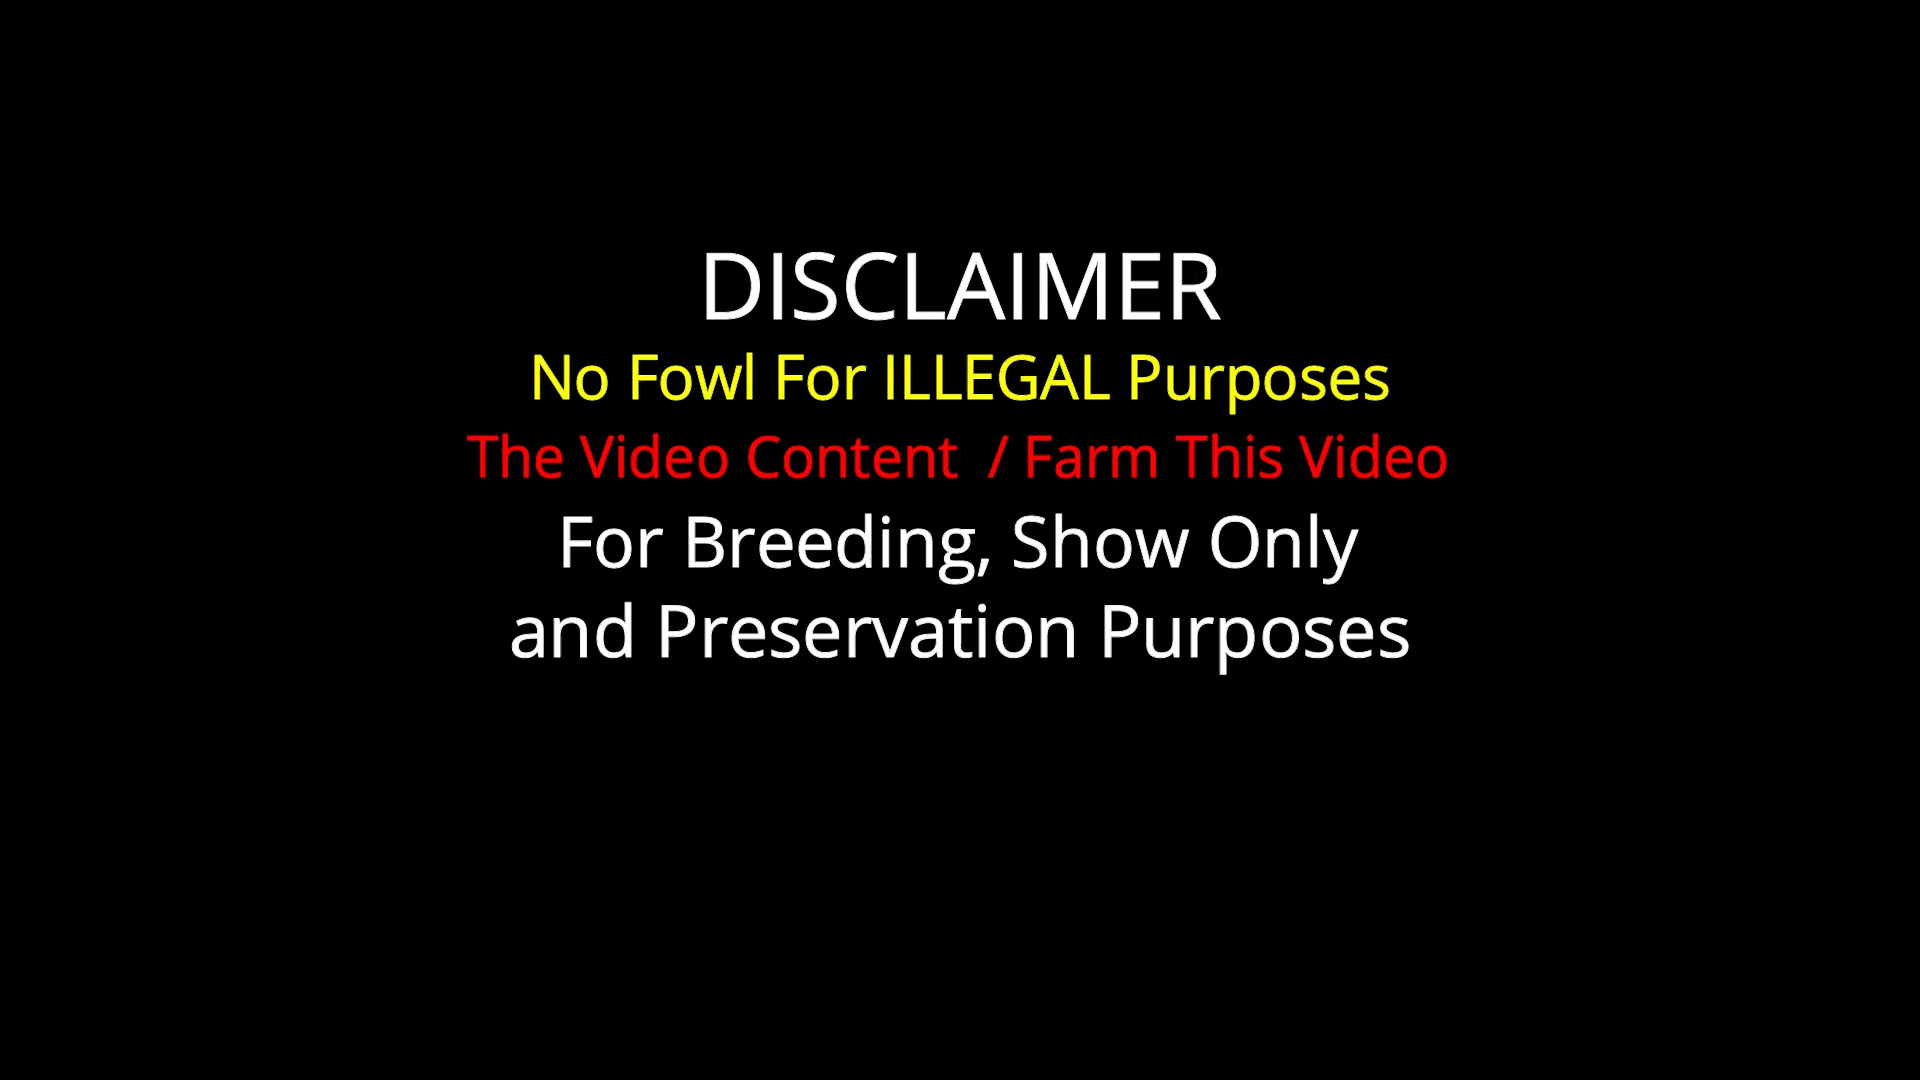 DISCLAIMER
No Fowl For ILLEGAL Purposes
The Video Content / Farm This Video
For Breeding, Show Only
and Preservation Purposes